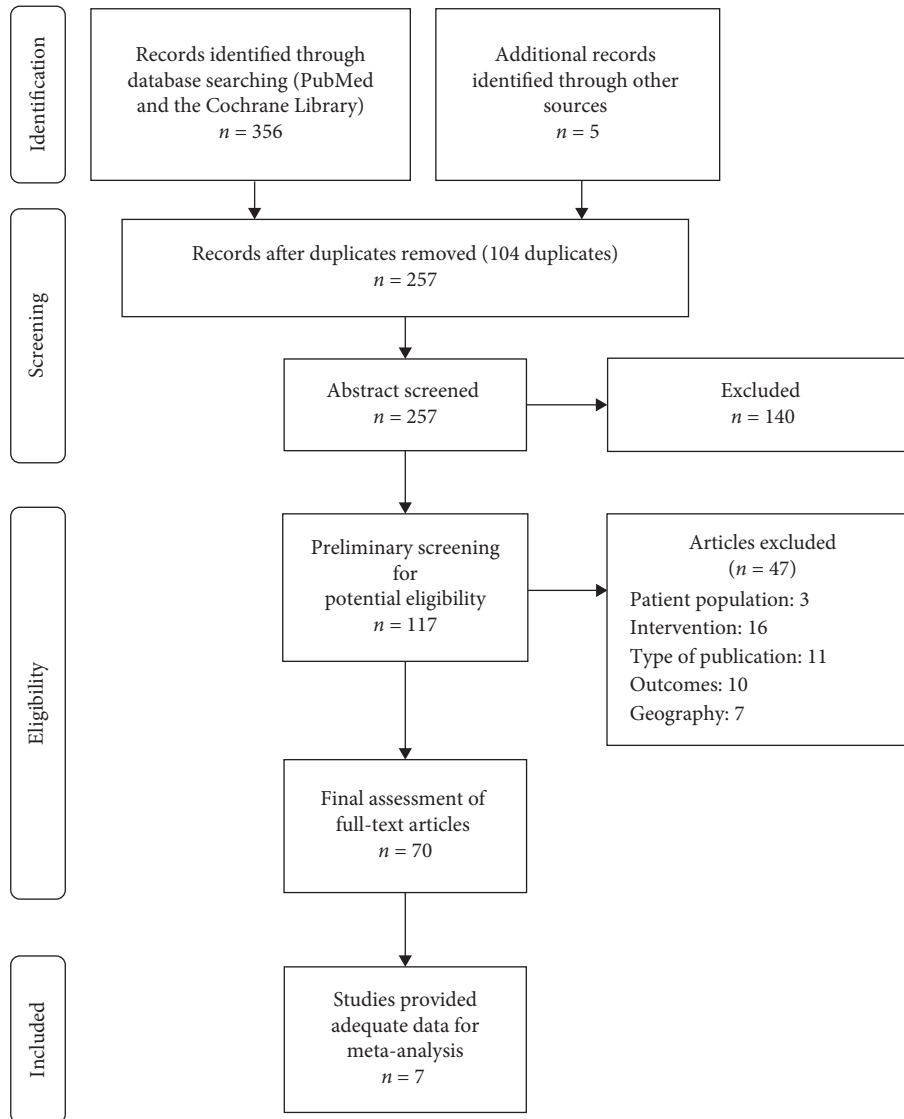 Identification
Records identified through
database searching (PubMed
and the Cochrane Library)
n = 356
Additional records
identified through other
sources
n = 5
Screening
Records after duplicates removed (104 duplicates)
n = 257
Abstract screened
n = 257
Excluded
n = 140
Eligibility
Preliminary screening
for
potential eligibility
n = 117
Articles excluded
(n = 47)
Patient population: 3
Intervention: 16
Type of publication: 11
Outcomes: 10
Geography: 7
Final assessment of
full-text articles
n = 70
Included
Studies provided
adequate data for
meta-analysis
n = 7